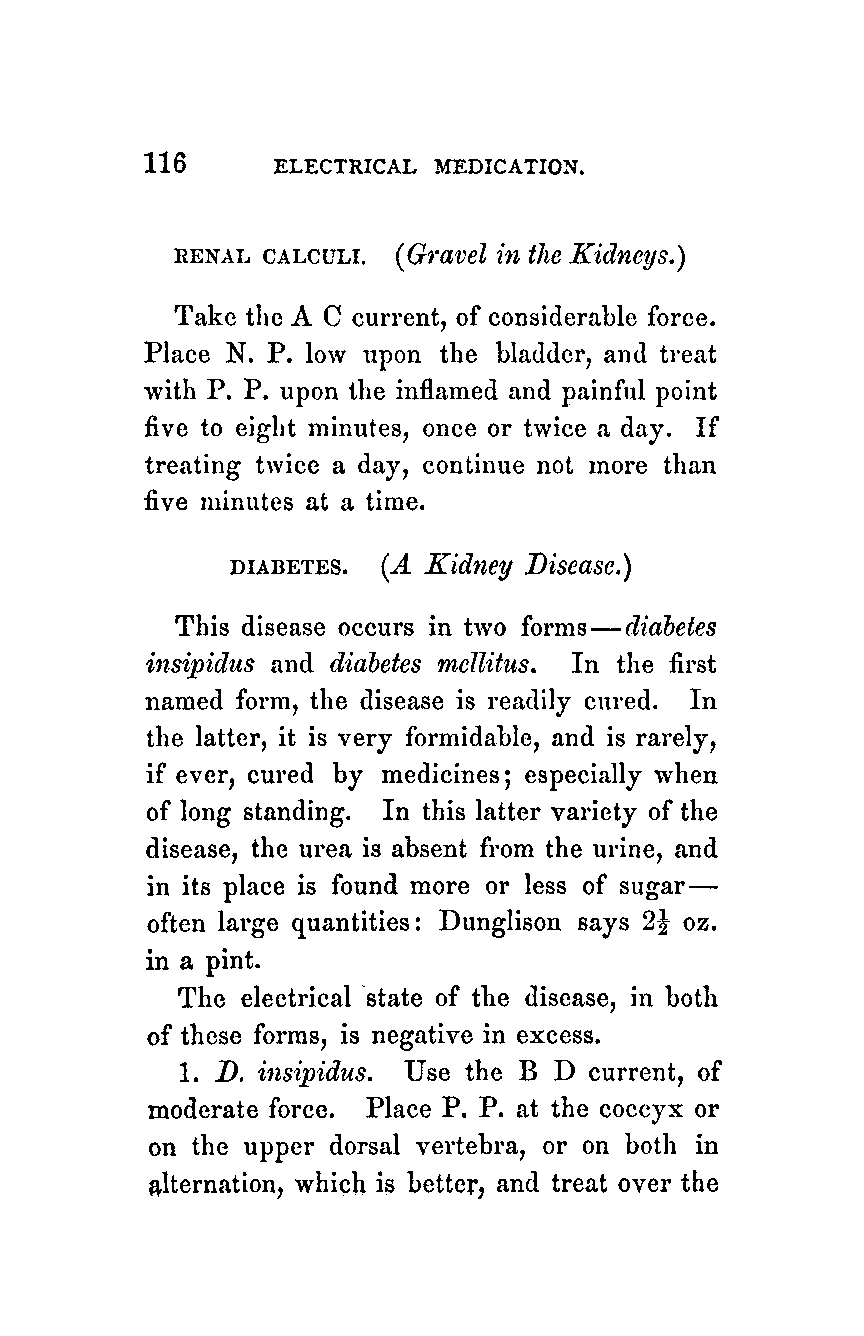 116 ELECTRICAL MEDICATION.
RENAL CALCULI. (Gravel in the Kidneys.)
Take the A C current, of considerable force.
Place N. P. low upon the bladder, and treat
with P. P. upon the inflamed and painful point
five to eight minutes, once or twice a day. If
treating twice a day, continue not more than
five minutes at a time.
DIABETES. (A Kidney Disease.)
This disease occurs in two forms—diabetes
insipidus and diabetes mellitus. In the first
named form, the disease is readily cured. In
the latter, it is very formidable, and is rarely,
if ever, cured by medicines; especially when
of long standing. In this latter variety of the
disease, the urea is absent from the urine, and
in its place is found more or less of sugar—
often large quantities: Dunglison says 2½ oz.
in a pint.
The electrical state of the disease, in both
of these forms, is negative in excess.
1. D. insipidus. Use the B D current, of
moderate force. Place P. P. at the coccyx or
on the upper dorsal vertebra, or on both in
alternation, which is better, and treat over the